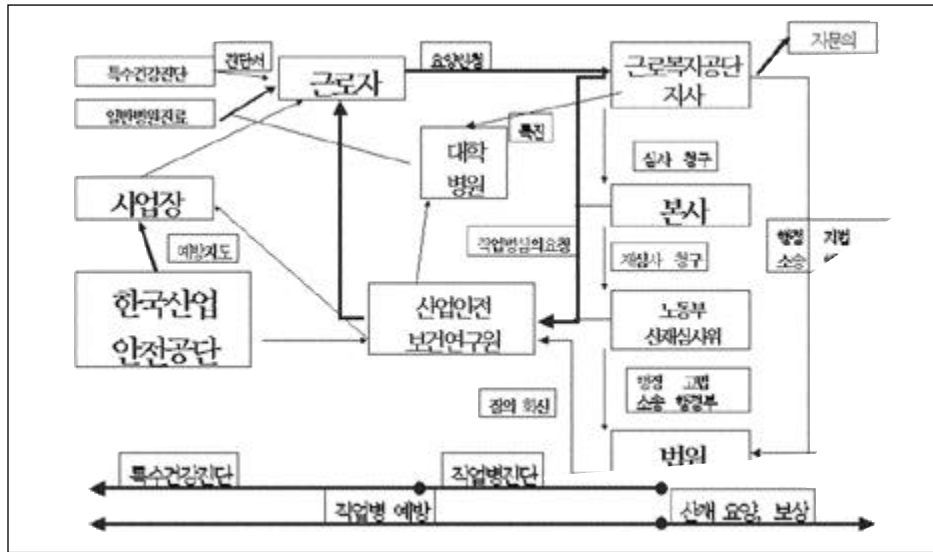 특수건강진단
진단서
근로자
요양신청
근로복지공단
지사
자문의
일반병원진료
특진
대학
병원
심사 청구
사업장
본사
예방지도
직업병심의요청
재심사 청구
행정 지법
소송
한국산업
안전공단
산업안전
보건연구원
노동부
산재심사위
행정 고법
소송 행정부
질의 회신
법원
특수건강진단
직업병진단
직업병 예방
산재 요양, 보상